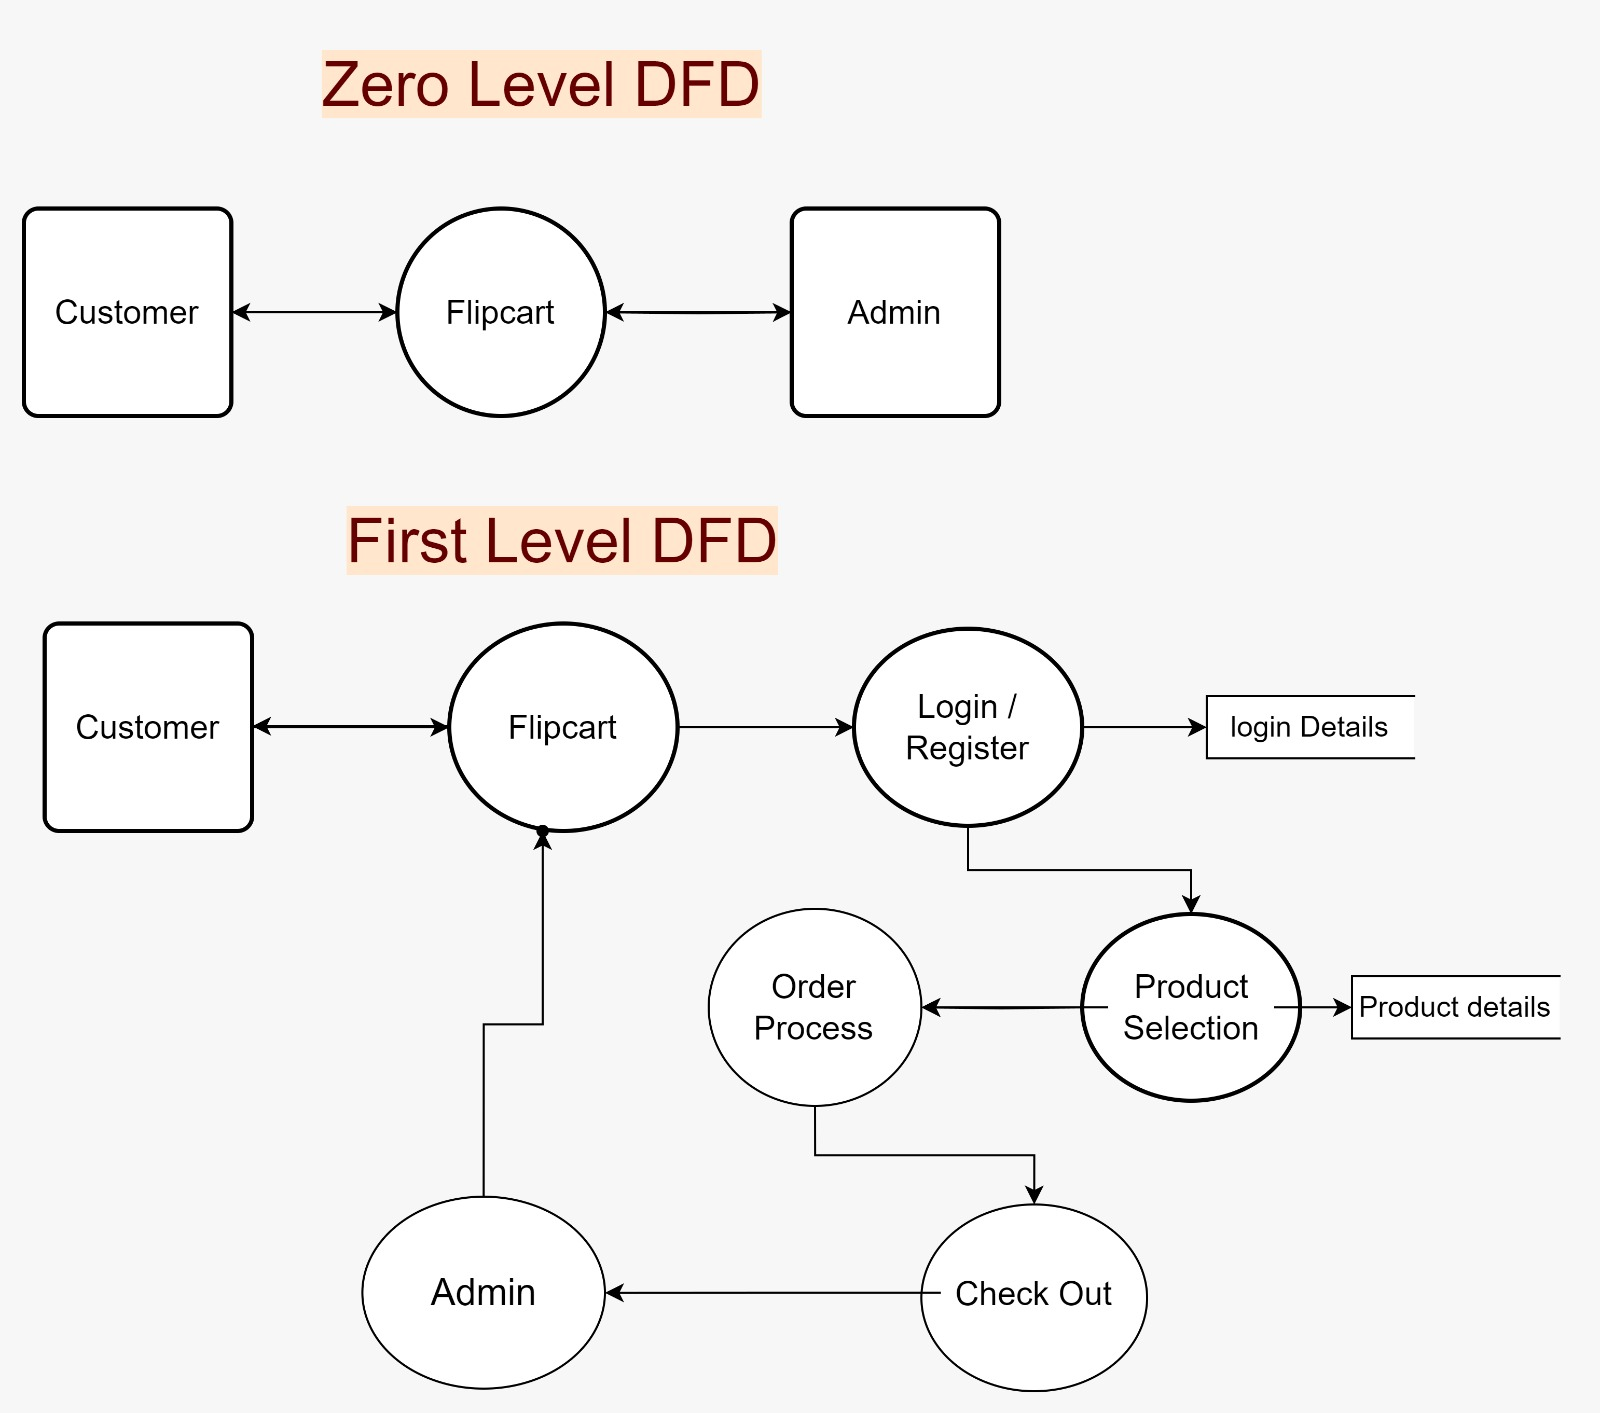 Zero Level DFD
Customer
Flipcart
Admin
First Level DFD
Customer
Flipcart
Login /
Register
login Details
Order
Process
Product
Selection
Product details
Admin
Check Out